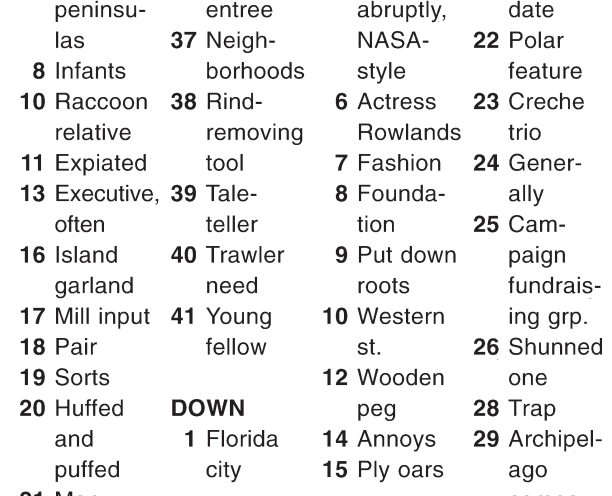 peninsu-
las
8 Infants
10 Raccoon
relative
11 Expiated
13 Executive,
often
16 Island
garland
17 Mill input
18 Pair
19 Sorts
20 Huffed
and
puffed
entree
37 Neigh-
borhoods
38 Rind-
removing
tool
39 Tale-
teller
40 Trawler
need
41 Young
fellow
DOWN
1 Florida
city
abruptly,
NASA-
style
6 Actress
Rowlands
7 Fashion
8 Founda-
tion
9 Put down
roots
10 Western
st.
12 Wooden
peg
14 Annoys
15 Ply oars
date
22 Polar
feature
23 Creche
trio
24 Gener-
ally
25 Cam-
paign
fundrais-
ing grp.
26 Shunned
one
28 Trap
29 Archipel-
ago